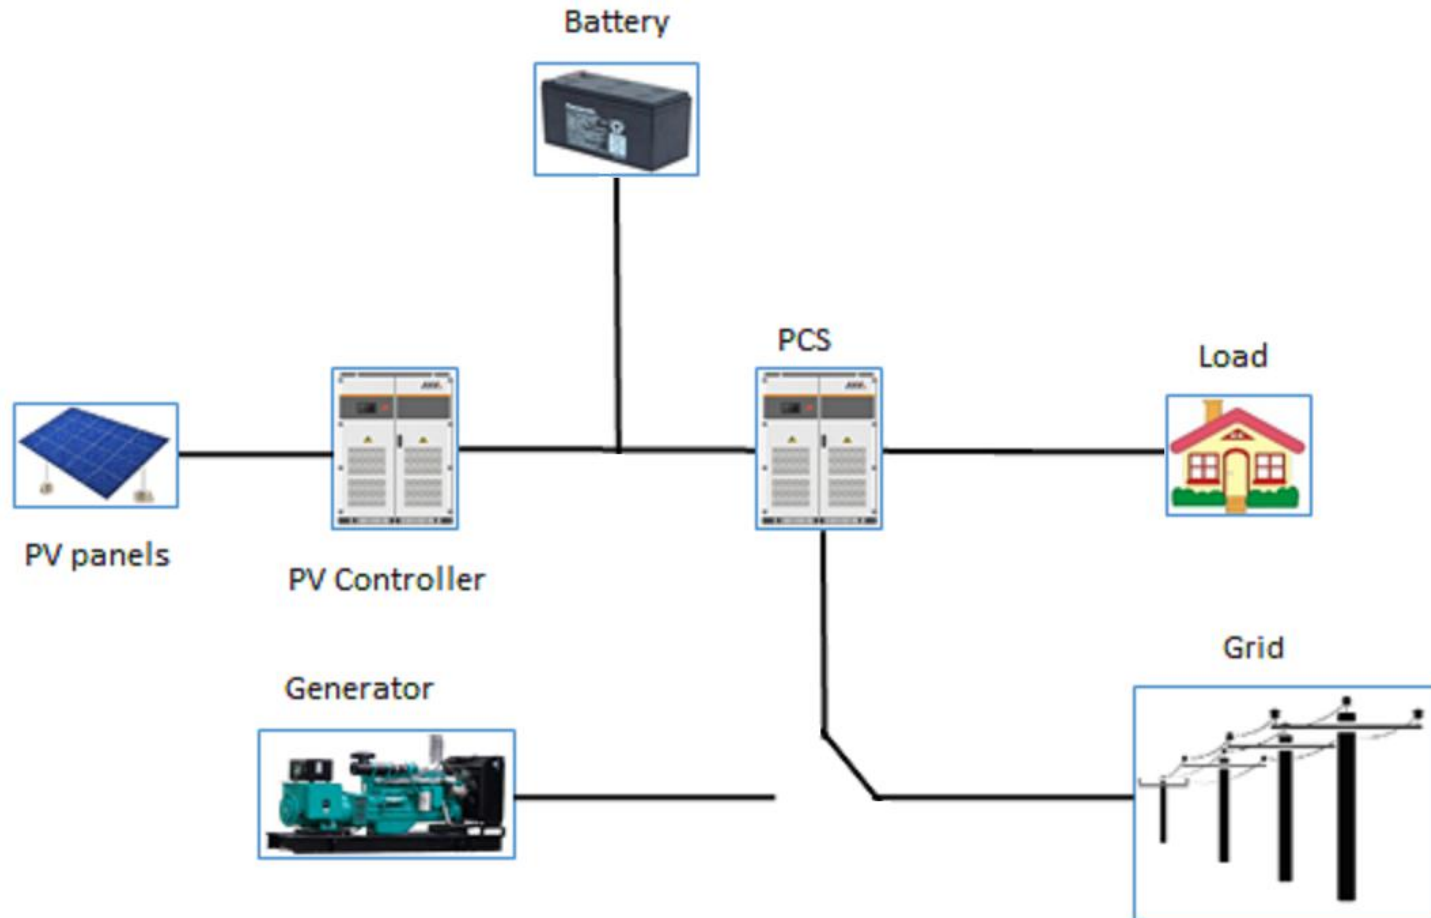 Battery
PCS
Load
PV panels
PV Controller
Grid
Generator